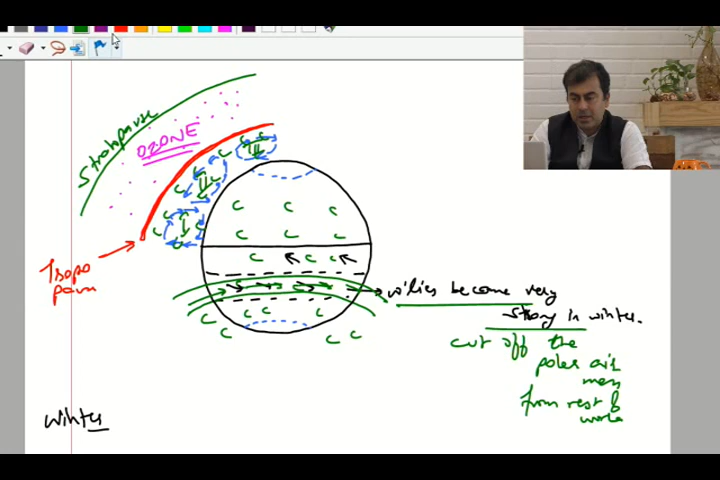 Stratopause
OZONE
Tropo
pause
c c c
c c c
c c c
c c c
c c
c c
willies become very
strong in winter.
cut off the
polar air
mass
from rest of
world
winter